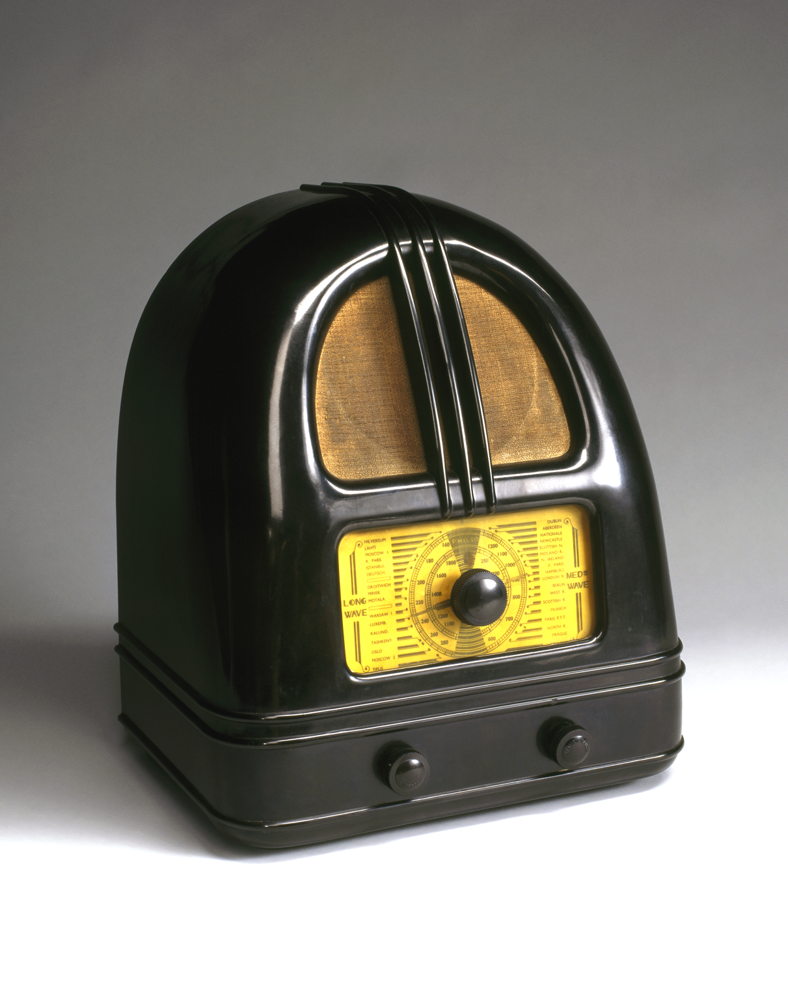 PHILCO
HILVERSUM
LAHTI
MOSCOW 1
R. PARIS
ISTANBUL
DEUTSCH.
DROITWICH
MINSK
MOTALA
WARSAW 1
LUXEMB.
KALUND.
TASHKENT
OSLO
MOSCOW 2
TIFLIS
LONG
WAVE
160
180
200
220
240
260
280
1800
1600
1400
1200
1100
250
1200
1100
1000
900
800
700
600
DUBLIN
ABERDEEN
NATIONALS
NEWCASTLE
SCOTTISH N.
MIDLAND R.
N. IRELAND
P. PARIS
HAMBURG
LONDON R.
BERLIN
WEST R.
SCOTTISH R.
MUNICH
PARIS P.T.T.
NORTH R.
PRAGUE
MEDM
WAVE